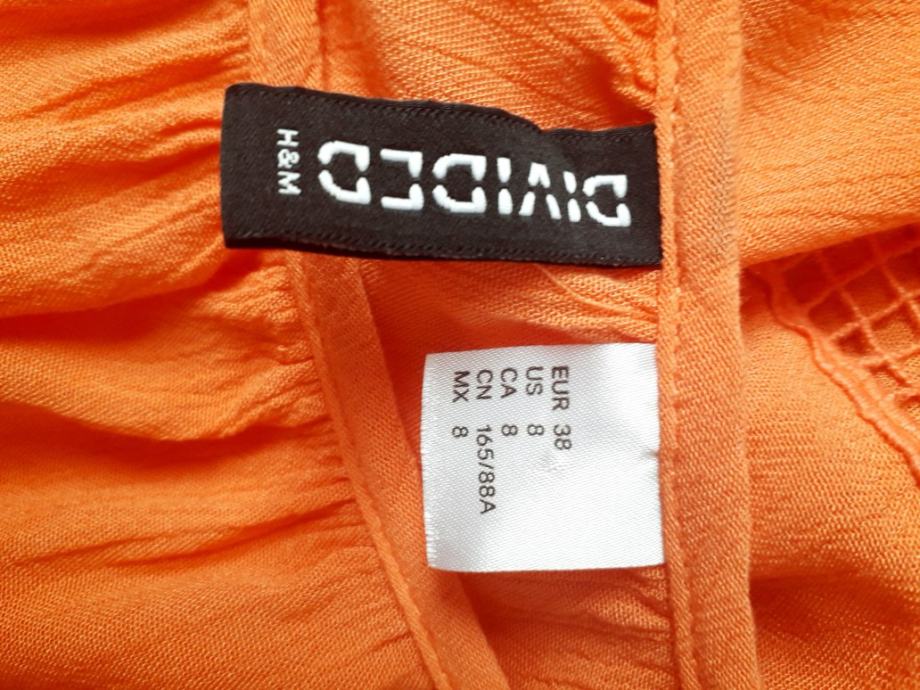 DIVIDED
H&M
EUR 38
US 8
CA 8
CN 165/88A
MX 8